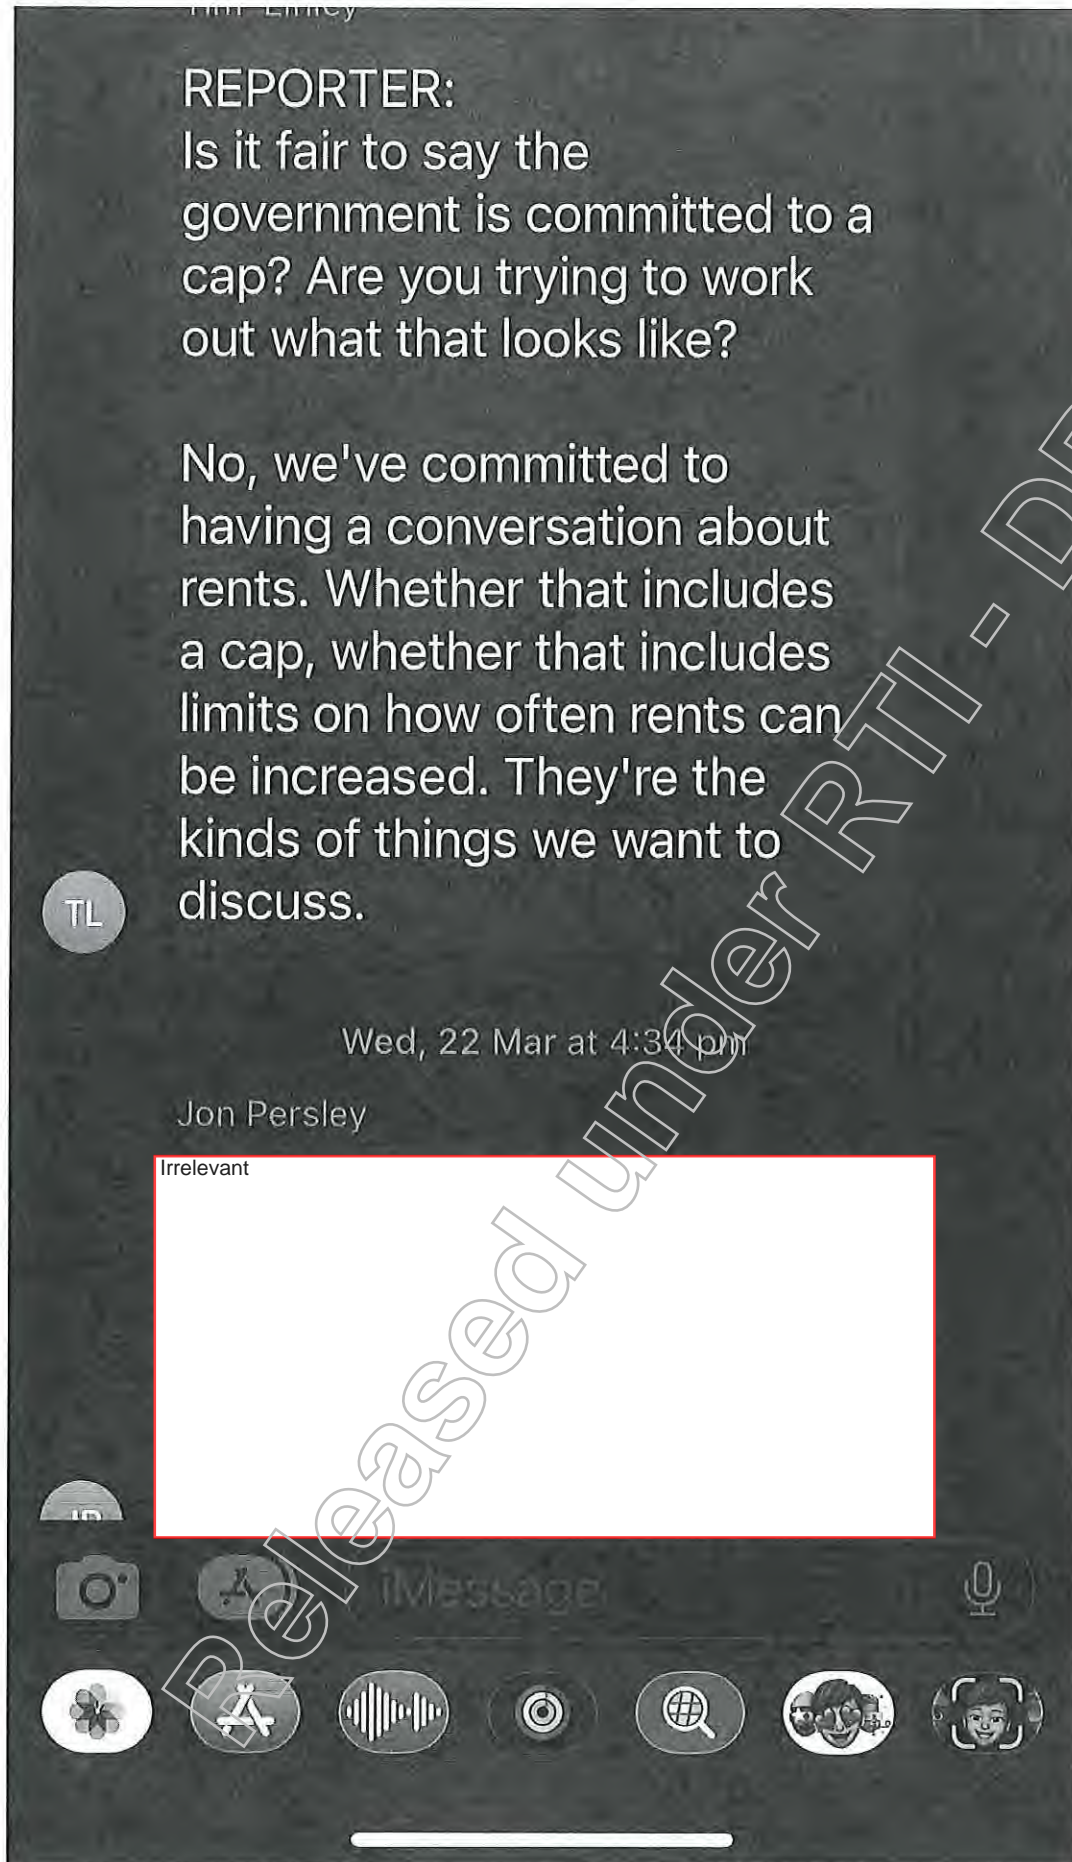 Tim Linley
REPORTER:
Is it fair to say the
government is committed to a
cap? Are you trying to work
out what that looks like?
No, we've committed to
having a conversation about
rents. Whether that includes
a cap, whether that includes
limits on how often rents can
be increased. They're the
kinds of things we want to
discuss.
TL
Wed, 22 Mar at 4:34 pm
Jon Persley
Irrelevant
JP
iMessage
Released under RTI -